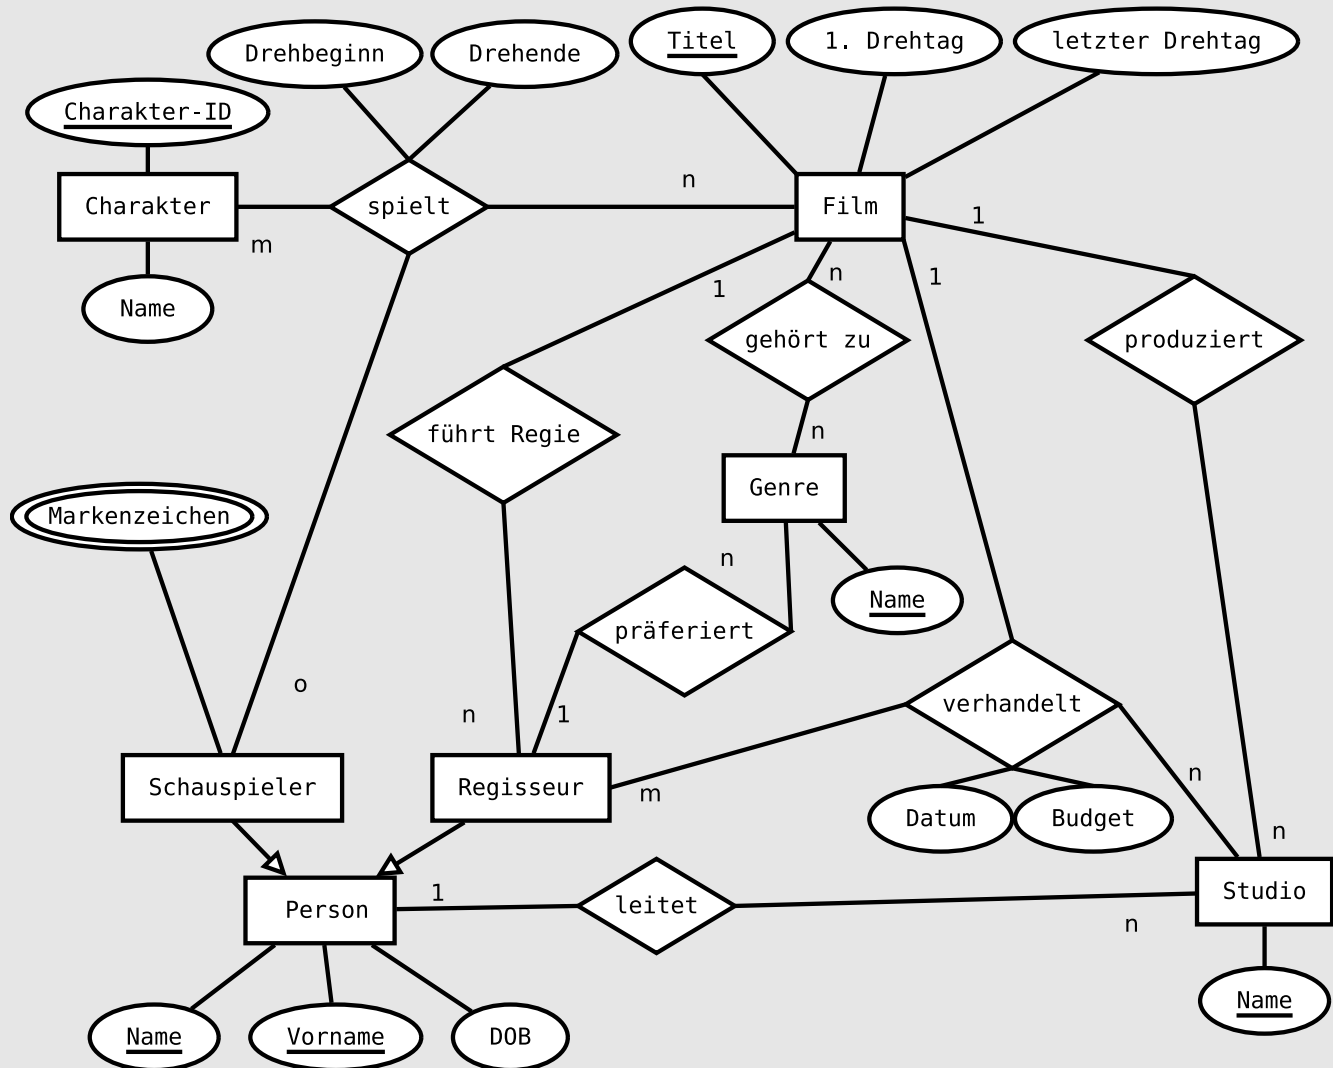 Drehbeginn
Drehende
Titel
1. Drehtag
letzter Drehtag
Charakter-ID
Charakter
m
spielt
n
Film
1
Name
1
n
1
gehört zu
produziert
führt Regie
n
Genre
Markenzeichen
n
Name
präferiert
o
n
1
verhandelt
Schauspieler
Regisseur
m
n
Datum
Budget
n
Person
1
leitet
n
Studio
Name
Vorname
DOB
Name